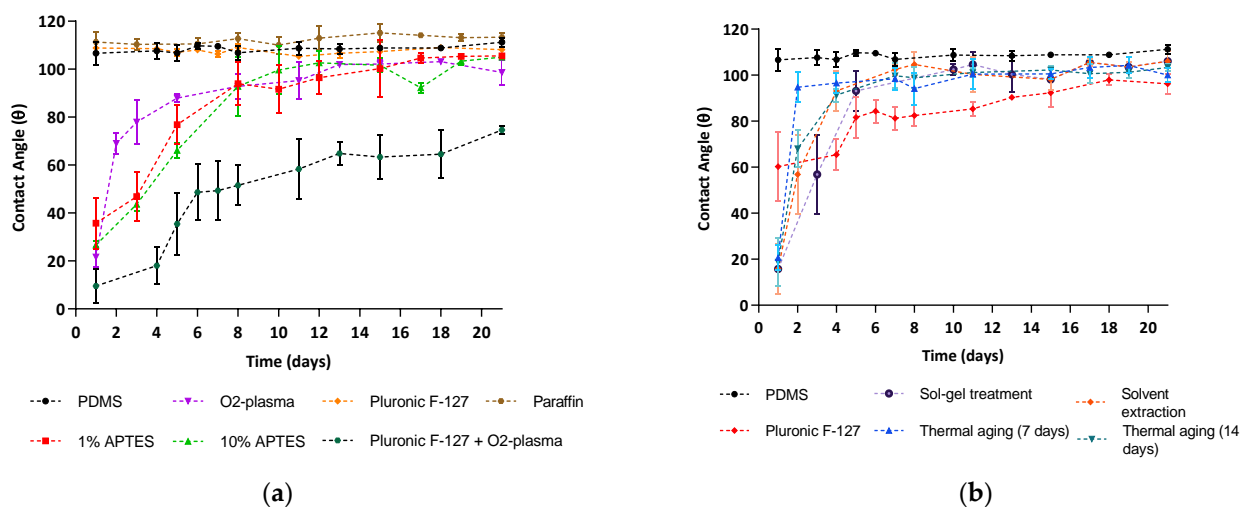 Contact Angle (θ)
120
100
80
60
40
20
0
0 2 4 6 8 10 12 14 16 18 20
Time (days)
PDMS O2-plasma Pluronic F-127 Paraffin
1% APTES 10% APTES Pluronic F-127 + O2-plasma
(a)
Contact Angle (θ)
120
100
80
60
40
20
0
0 2 4 6 8 10 12 14 16 18 20
Time (days)
PDMS Sol-gel treatment Solvent
extraction
Pluronic F-127 Thermal aging (7 days) Thermal aging (14
days)
(b)